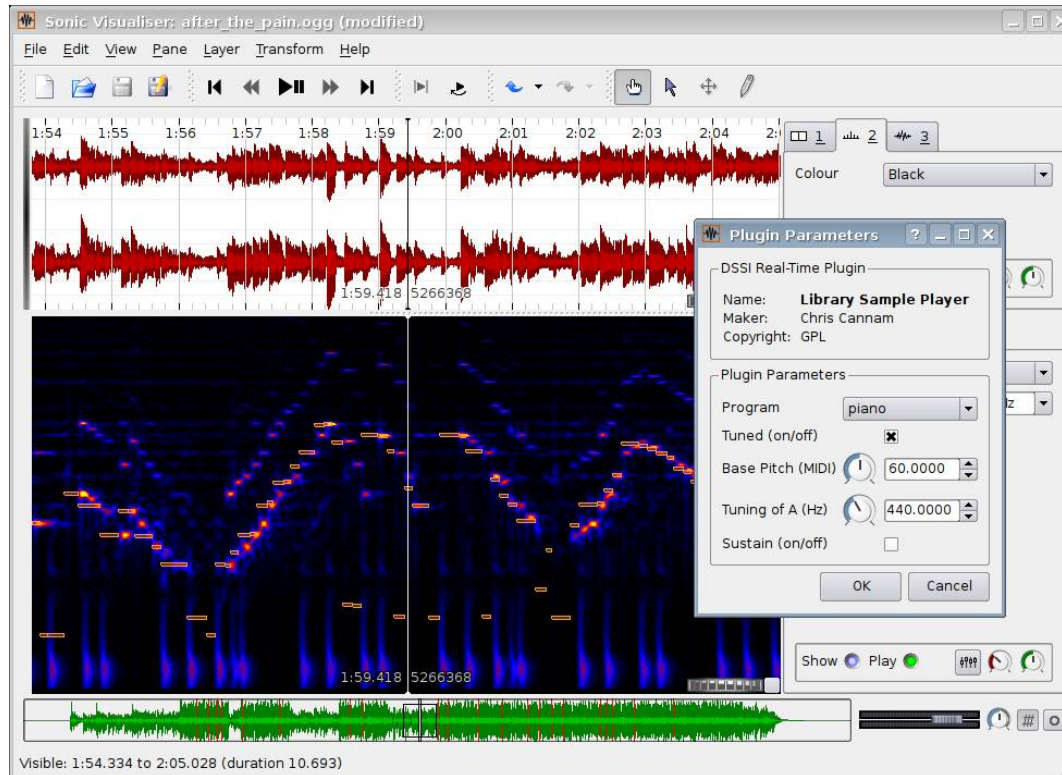 Sonic Visualiser: after_the_pain.ogg (modified)
File Edit View Pane Layer Transform Help
1:54 1:55 1:56 1:57 1:58 1:59 2:00 2:01 2:02 2:03 2:04 2:0
1 2 3
Colour Black
Plugin Parameters
DSSI Real-Time Plugin
Name: Library Sample Player
Maker: Chris Cannam
Copyright: GPL
1:59.418 5266368
Plugin Parameters
Program piano
Tuned (on/off)
Base Pitch (MIDI) 60.0000
Tuning of A (Hz) 440.0000
Sustain (on/off)
OK Cancel
Show Play
1:59.418 5266368
Visible: 1:54.334 to 2:05.028 (duration 10.693)